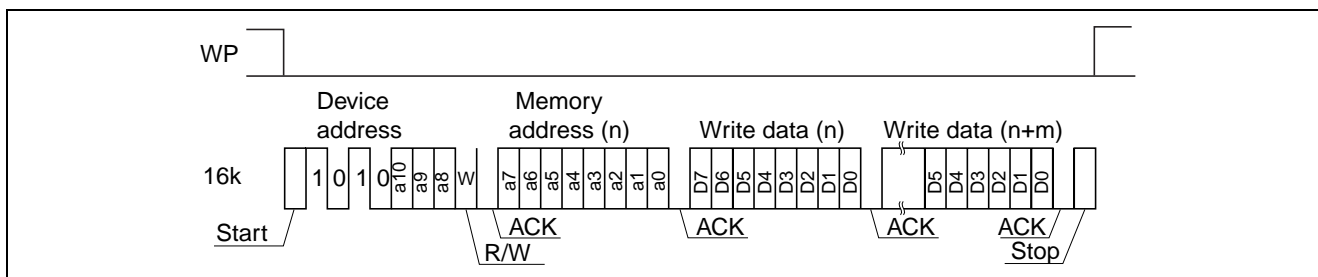 WP
Device address
Memory address (n)
Write data (n)
Write data (n+m)
16k
1 0 1 0 a10 a9 a8 W a7 a6 a5 a4 a3 a2 a1 a0 D7 D6 D5 D4 D3 D2 D1 D0 D5 D4 D3 D2 D1 D0
Start
R/W
ACK
ACK
ACK
ACK
Stop